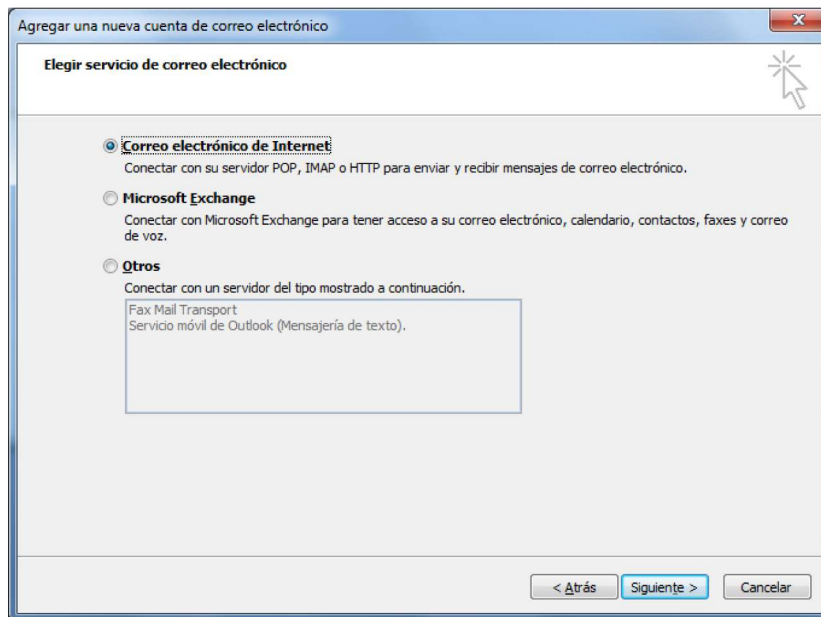 Agregar una nueva cuenta de correo electrónico
Elegir servicio de correo electrónico
Correo electrónico de Internet
Conectar con su servidor POP, IMAP o HTTP para enviar y recibir mensajes de correo electrónico.
Microsoft Exchange
Conectar con Microsoft Exchange para tener acceso a su correo electrónico, calendario, contactos, faxes y correo
de voz.
Otros
Conectar con un servidor del tipo mostrado a continuación.
Fax Mail Transport
Servicio móvil de Outlook (Mensajería de texto).
< Atrás
Siguiente >
Cancelar